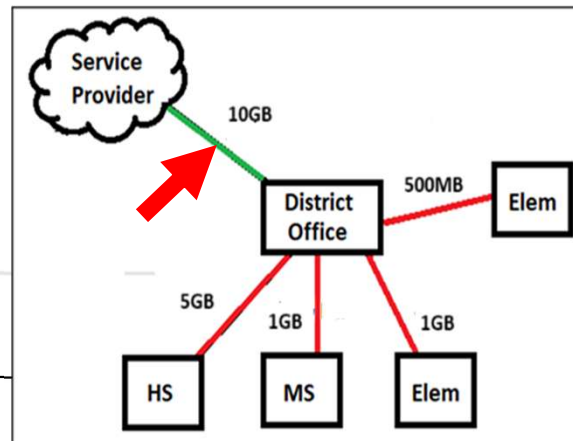 Service
Provider
10GB
500MB
Elem
District
Office
5GB
1GB
1GB
HS
MS
Elem